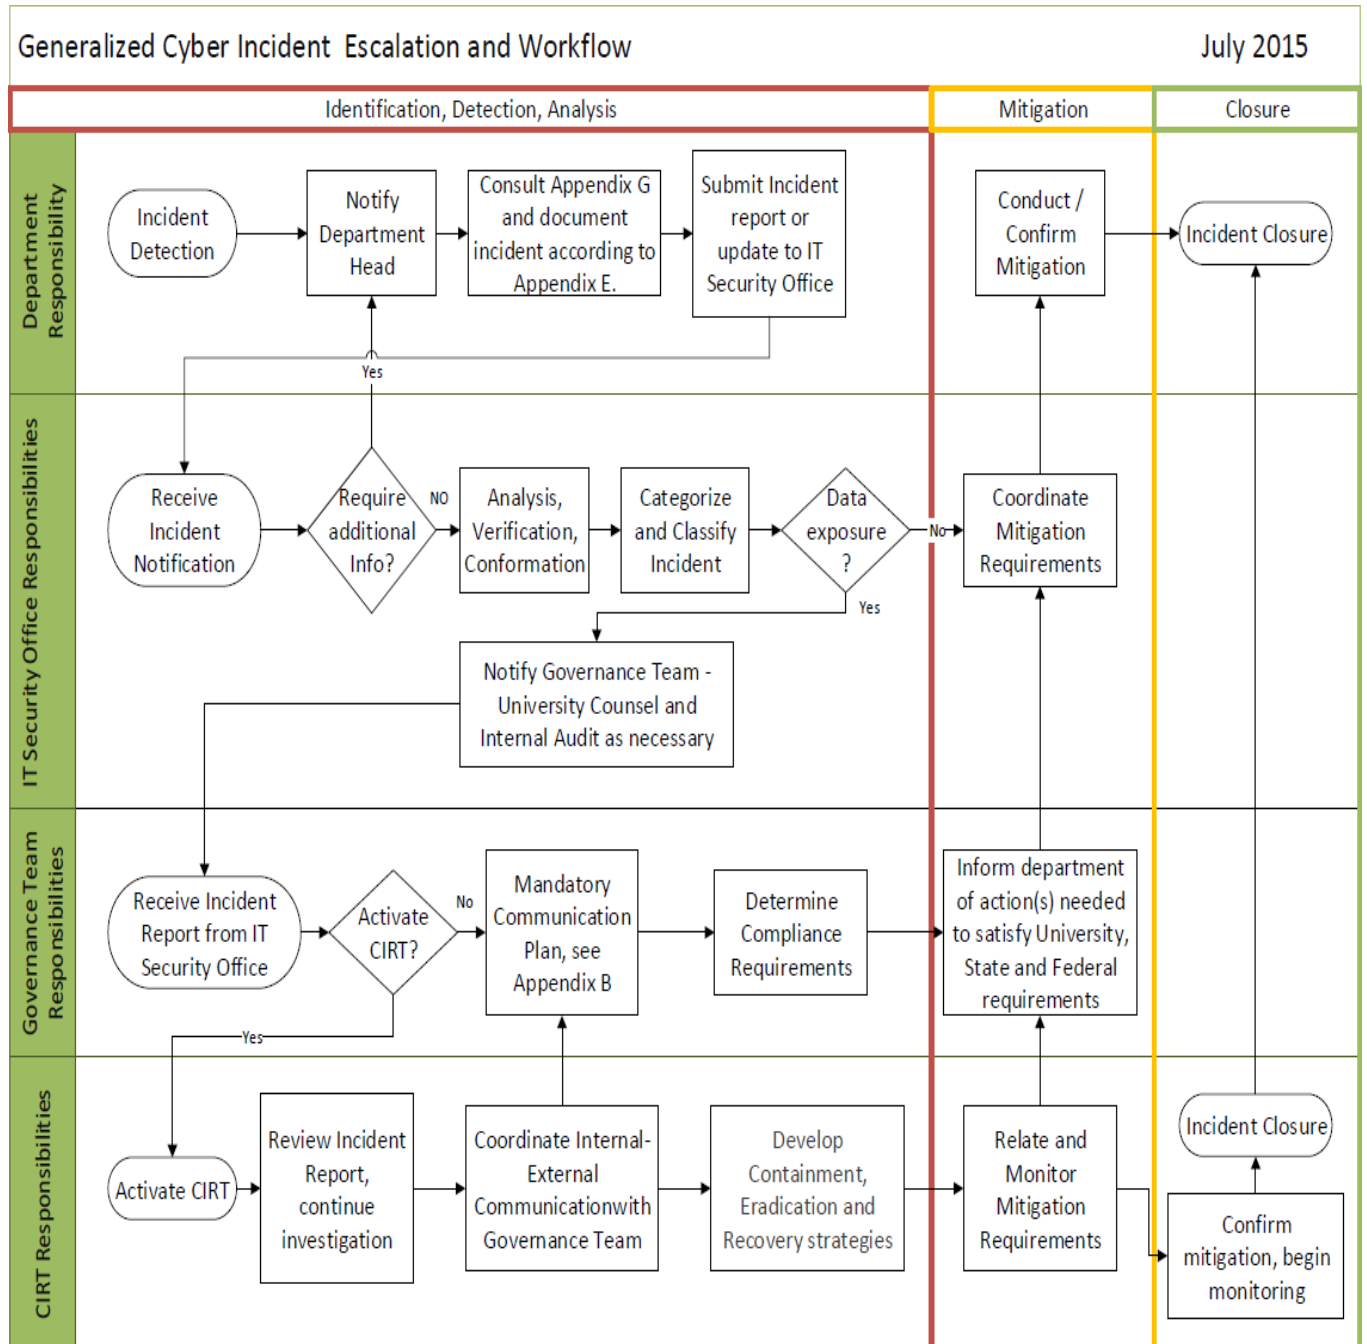 Generalized Cyber Incident Escalation and Workflow
July 2015
Identification, Detection, Analysis
Mitigation
Closure
Department
Responsibility
Incident
Detection
Notify
Department
Head
Consult Appendix G
and document
incident according to
Appendix E.
Submit Incident
report or
update to IT
Security Office
Conduct /
Confirm
Mitigation
Incident Closure
Yes
IT Security Office Responsibilities
Receive
Incident
Notification
Require
additional
Info?
NO
Analysis,
Verification,
Conformation
Categorize
and Classify
Incident
Data
exposure
?
No
Coordinate
Mitigation
Requirements
Yes
Notify Governance Team -
University Counsel and
Internal Audit as necessary
Governance Team
Responsibilities
Receive Incident
Report from IT
Security Office
Activate
CIRT?
No
Mandatory
Communication
Plan, see
Appendix B
Determine
Compliance
Requirements
Inform department
of action(s) needed
to satisfy University,
State and Federal
requirements
Yes
CIRT Responsibilities
Activate CIRT
Review Incident
Report,
continue
investigation
Coordinate Internal-
External
Communicationwith
Governance Team
Develop
Containment,
Eradication and
Recovery strategies
Relate and
Monitor
Mitigation
Requirements
Incident Closure
Confirm
mitigation, begin
monitoring